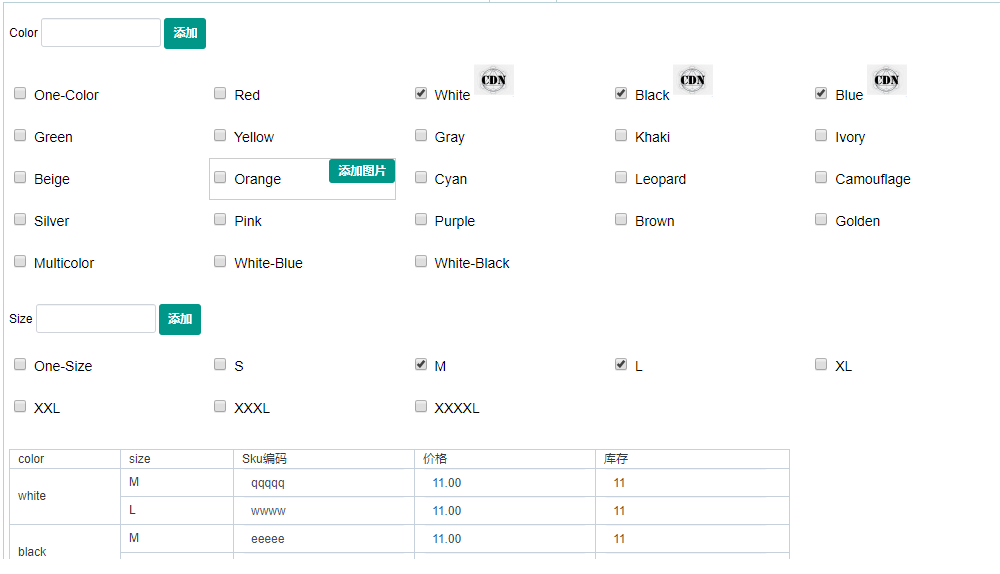 Color 添加
One-Color Red White CDN Black CDN Blue CDN
Green Yellow Gray Khaki Ivory
Beige Orange 添加图片 Cyan Leopard Camouflage
Silver Pink Purple Brown Golden
Multicolor White-Blue White-Black
Size 添加
One-Size S M L XL
XXL XXXL XXXXL
color size Sku编码 价格 库存
M qqqqq 11.00 11
white
L wwww 11.00 11
M eeeee 11.00 11
black